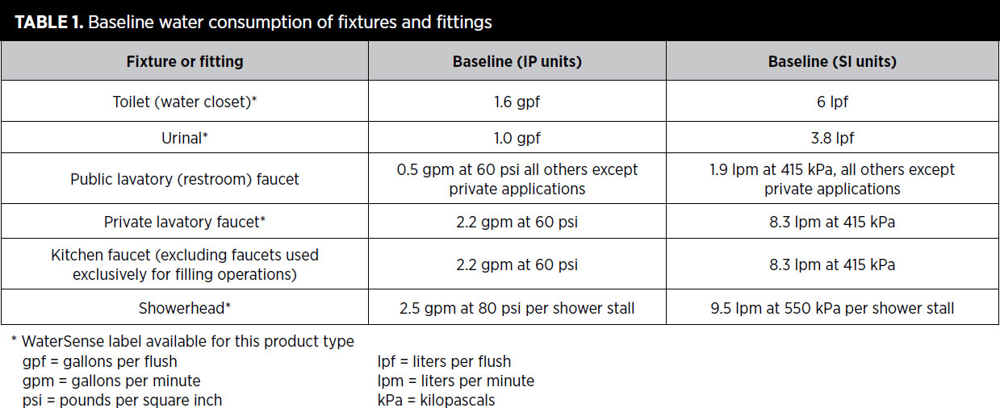 TABLE 1. Baseline water consumption of fixtures and fittings
Fixture or fitting
Baseline (IP units)
Baseline (SI units)
Toilet (water closet)*
1.6 gpf
6 lpf
Urinal*
1.0 gpf
3.8 lpf
Public lavatory (restroom) faucet
0.5 gpm at 60 psi all others except
private applications
1.9 lpm at 415 kPa, all others except
private applications
Private lavatory faucet*
2.2 gpm at 60 psi
8.3 lpm at 415 kPa
Kitchen faucet (excluding faucets used
exclusively for filling operations)
2.2 gpm at 60 psi
8.3 lpm at 415 kPa
Showerhead*
2.5 gpm at 80 psi per shower stall
9.5 lpm at 550 kPa per shower stall
* WaterSense label available for this product type
gpf = gallons per flush
lpf = liters per flush
gpm = gallons per minute
lpm = liters per minute
psi = pounds per square inch
kPa = kilopascals